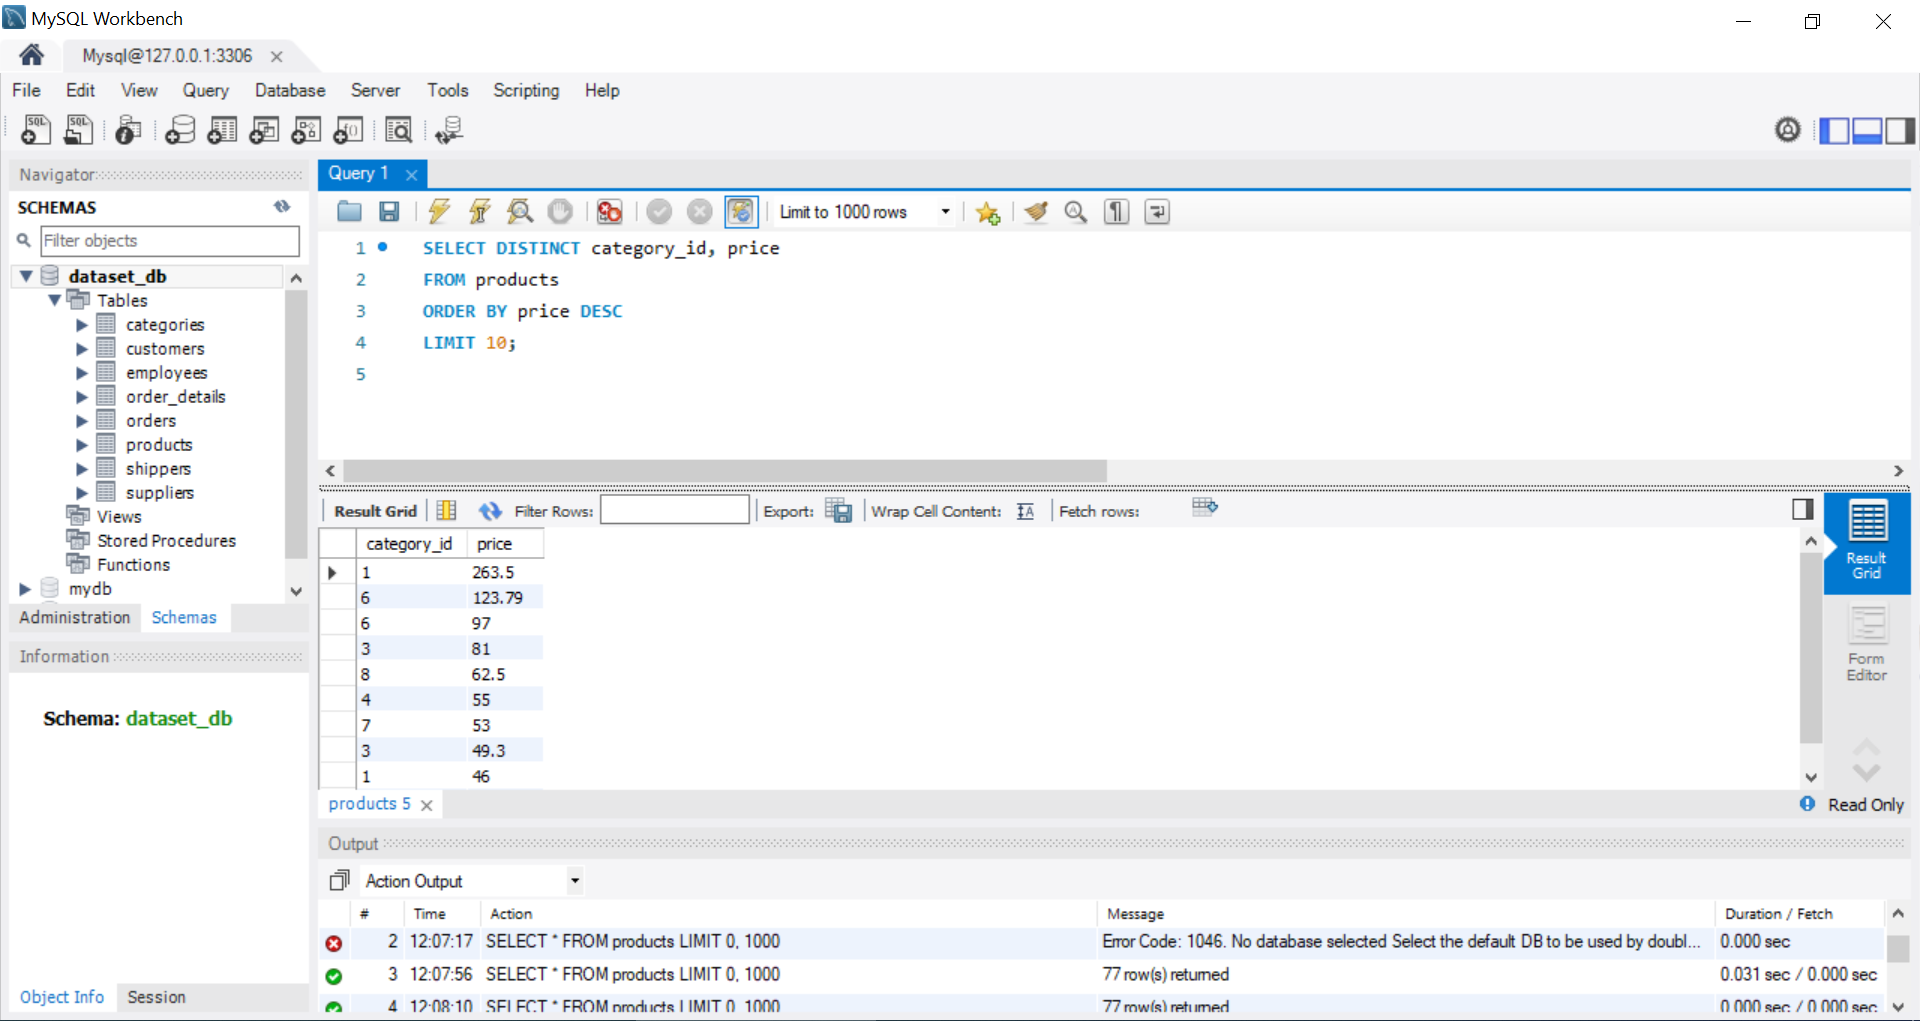 MySQL Workbench
Mysql@127.0.0.1:3306
File Edit View Query Database Server Tools Scripting Help
Navigator
SCHEMAS
Filter objects
dataset_db
Tables
categories
customers
employees
order_details
orders
products
shippers
suppliers
Views
Stored Procedures
Functions
mydb
Administration Schemas
Information
Schema: dataset_db
Object Info Session
Query 1
Limit to 1000 rows
1 SELECT DISTINCT category_id, price
2 FROM products
3 ORDER BY price DESC
4 LIMIT 10;
5
Result Grid Filter Rows: Export: Wrap Cell Content: Fetch rows:
category_id price
1 263.5
6 123.79
6 97
3 81
8 62.5
4 55
7 53
3 49.3
1 46
Result
Grid
Form
Editor
products 5
Read Only
Output
Action Output
# Time Action Message Duration / Fetch
2 12:07:17 SELECT * FROM products LIMIT 0, 1000 Error Code: 1046. No database selected Select the default DB to be used by doubl... 0.000 sec
3 12:07:56 SELECT * FROM products LIMIT 0, 1000 77 row(s) returned 0.031 sec / 0.000 sec
4 12:08:10 SELECT * FROM products LIMIT 0, 1000 77 row(s) returned 0.000 sec / 0.000 sec